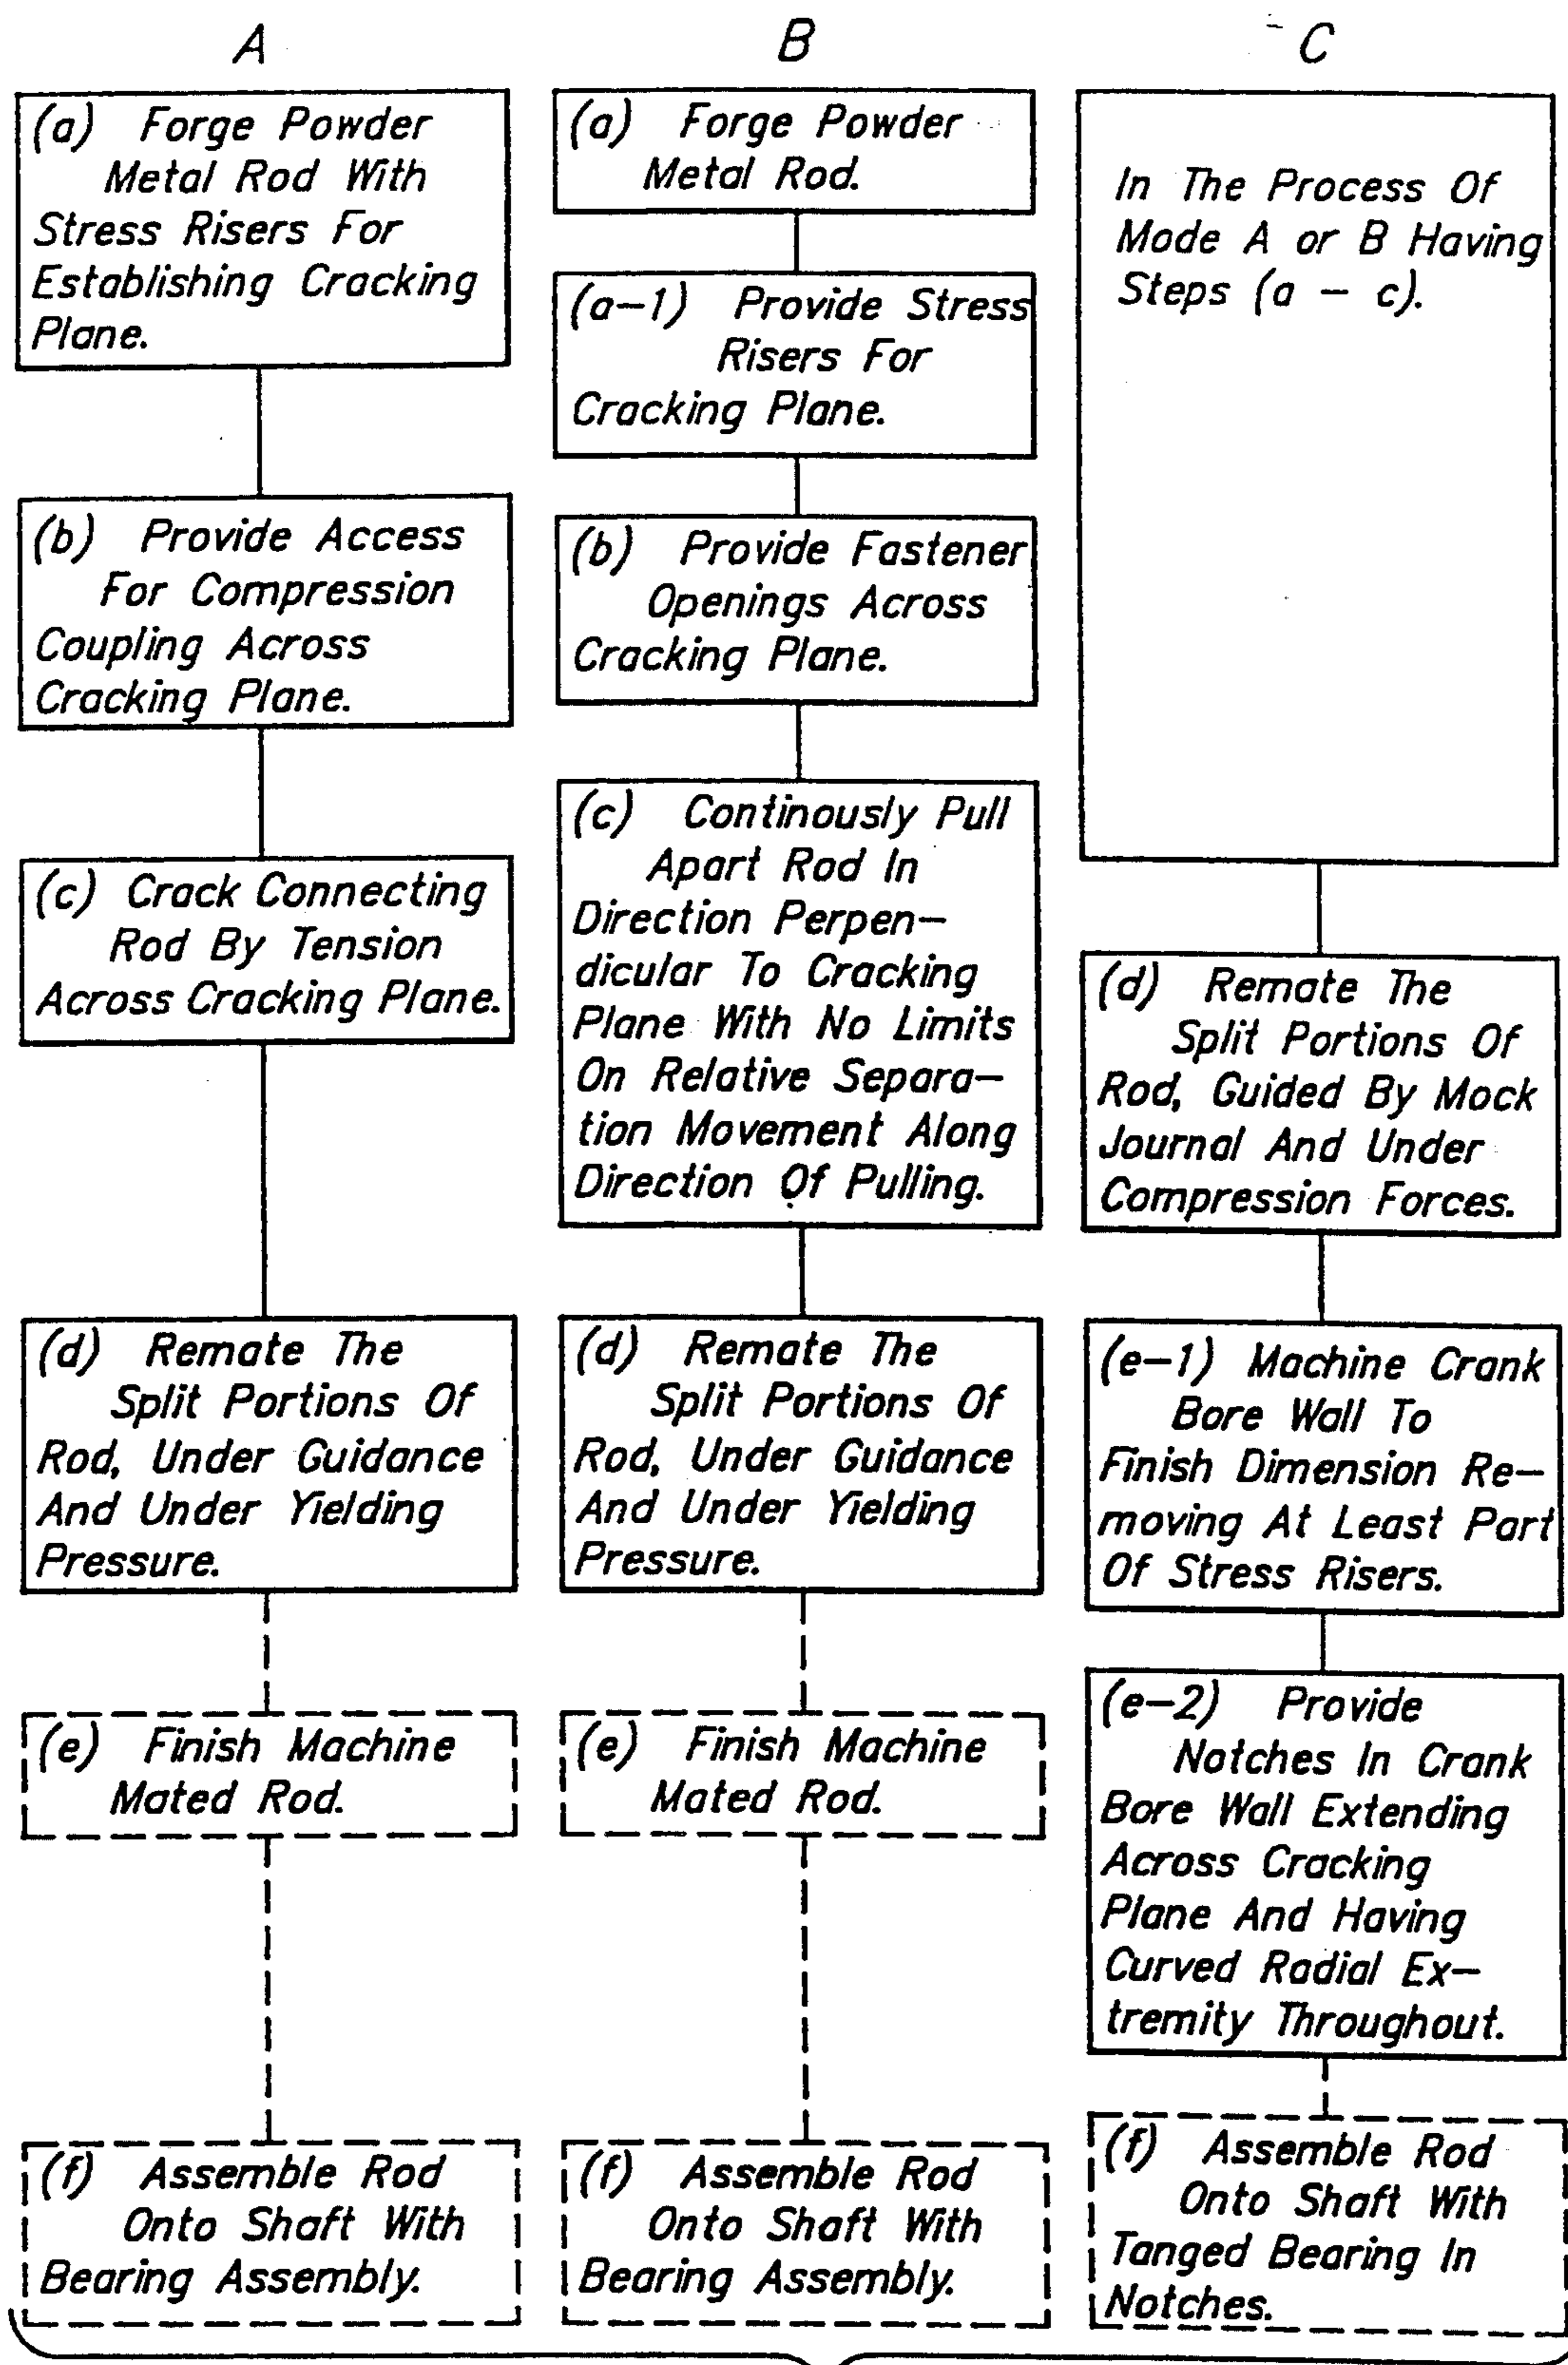 A
(a) Forge Powder
Metal Rod With
Stress Risers For
Establishing Cracking
Plane.
(b) Provide Access
For Compression
Coupling Across
Cracking Plane.
(c) Crack Connecting
Rod By Tension
Across Cracking Plane.
(d) Remate The
Split Portions Of
Rod, Under Guidance
And Under Yielding
Pressure.
(e) Finish Machine
Mated Rod.
(f) Assemble Rod
Onto Shaft With
Bearing Assembly.
B
(a) Forge Powder
Metal Rod.
(a-1) Provide Stress
Risers For
Cracking Plane.
(b) Provide Fastener
Openings Across
Cracking Plane.
(c) Continously Pull
Apart Rod In
Direction Perpen-
dicular To Cracking
Plane With No Limits
On Relative Separa-
tion Movement Along
Direction Of Pulling.
(d) Remate The
Split Portions Of
Rod, Under Guidance
And Under Yielding
Pressure.
(e) Finish Machine
Mated Rod.
(f) Assemble Rod
Onto Shaft With
Bearing Assembly.
C
In The Process Of
Mode A or B Having
Steps (a - c).
(d) Remate The
Split Portions Of
Rod, Guided By Mock
Journal And Under
Compression Forces.
(e-1) Machine Crank
Bore Wall To
Finish Dimension Re-
moving At Least Part
Of Stress Risers.
(e-2) Provide
Notches In Crank
Bore Wall Extending
Across Cracking
Plane And Having
Curved Radial Ex-
tremity Throughout.
(f) Assemble Rod
Onto Shaft With
Tanged Bearing In
Notches.